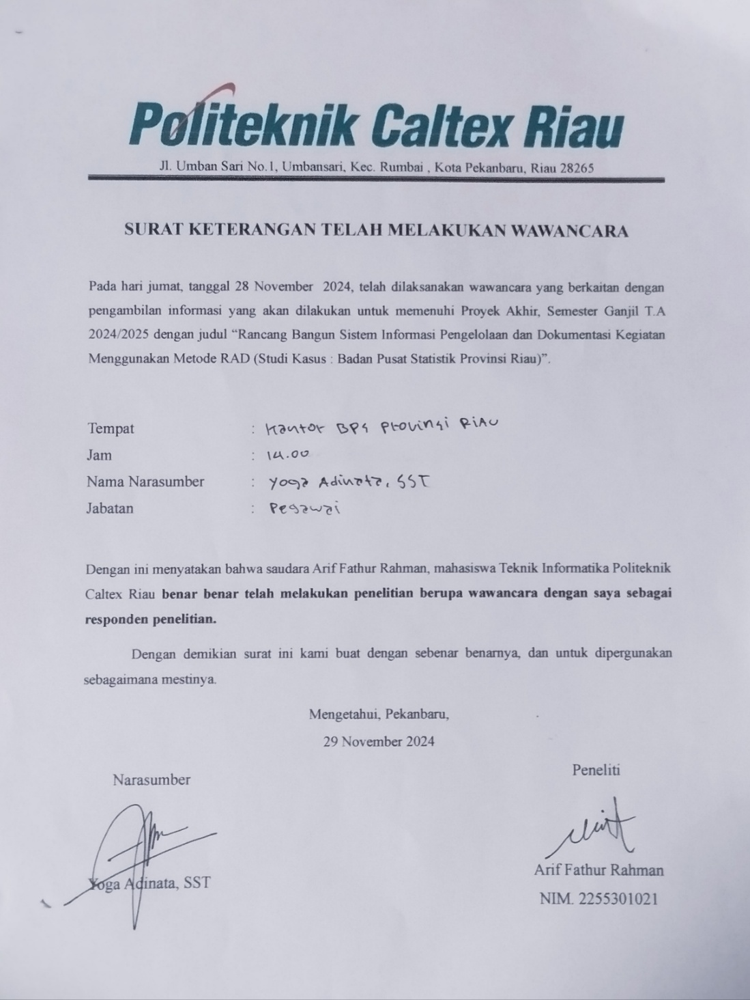 Politeknik Caltex Riau
Jl. Umban Sari No.1, Umbansari, Kec. Rumbai , Kota Pekanbaru, Riau 28265
SURAT KETERANGAN TELAH MELAKUKAN WAWANCARA
Pada hari jumat, tanggal 28 November 2024, telah dilaksanakan wawancara yang berkaitan dengan
pengambilan informasi yang akan dilakukan untuk memenuhi Proyek Akhir, Semester Ganjil T.A
2024/2025 dengan judul “Rancang Bangun Sistem Informasi Pengelolaan dan Dokumentasi Kegiatan
Menggunakan Metode RAD (Studi Kasus : Badan Pusat Statistik Provinsi Riau)”.
Tempat : Kantor BPS Provinsi Riau
Jam : 14.00
Nama Narasumber : Yoga Adinata, SST
Jabatan : Pegawai
Dengan ini menyatakan bahwa saudara Arif Fathur Rahman, mahasiswa Teknik Informatika Politeknik
Caltex Riau benar benar telah melakukan penelitian berupa wawancara dengan saya sebagai
responden penelitian.
Dengan demikian surat ini kami buat dengan sebenar benarnya, dan untuk dipergunakan
sebagaimana mestinya.
Mengetahui, Pekanbaru,
29 November 2024
Narasumber
Yoga Adinata, SST
Peneliti
Arif Fathur Rahman
NIM. 2255301021